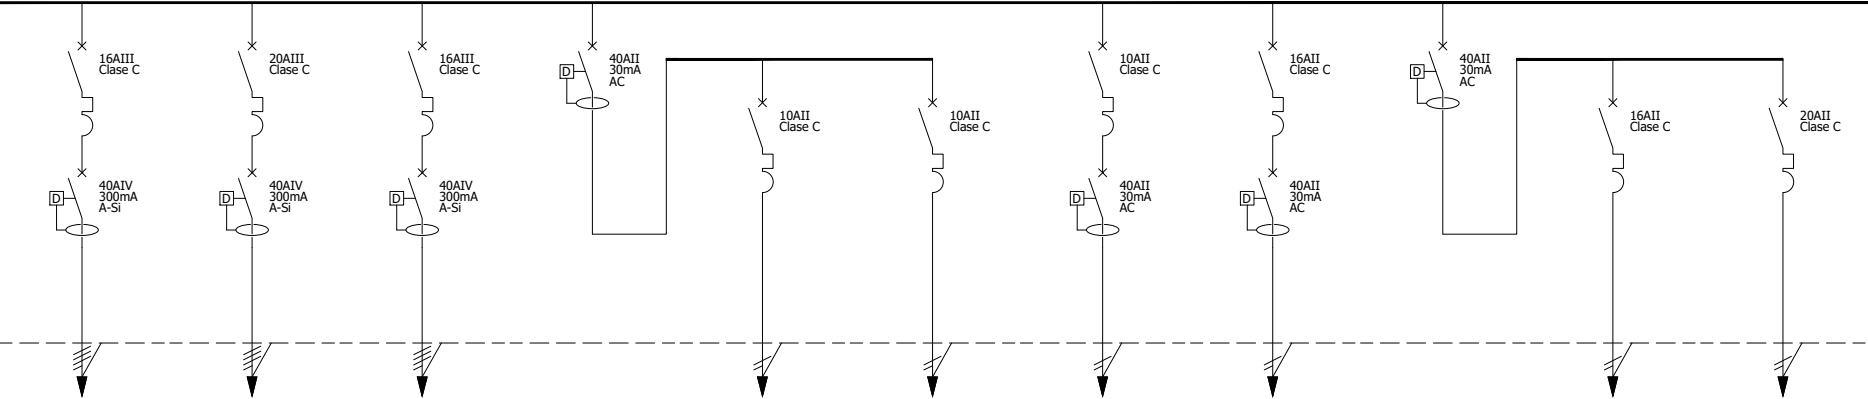 16AIII
Clase C
D
40AIV
300mA
A-Si
20AIII
Clase C
D
40AIV
300mA
A-Si
16AIII
Clase C
D
40AIV
300mA
A-Si
D
40AII
30mA
AC
10AII
Clase C
10AII
Clase C
10AII
Clase C
D
40AII
30mA
AC
16AII
Clase C
D
40AII
30mA
AC
D
40AII
30mA
AC
16AII
Clase C
20AII
Clase C